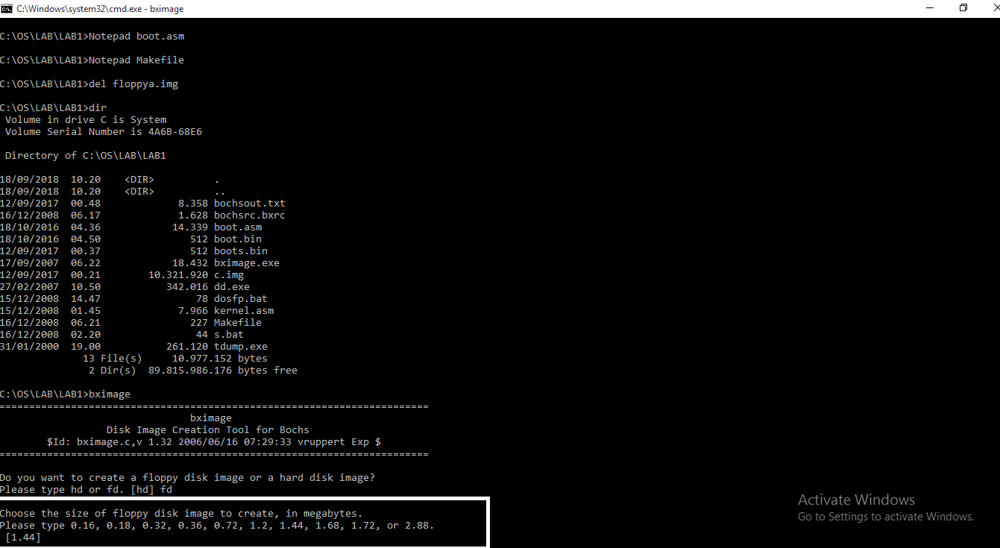 C:\Windows\system32\cmd.exe - bximage
C:\OS\LAB\LAB1>Notepad boot.asm
C:\OS\LAB\LAB1>Notepad Makefile
C:\OS\LAB\LAB1>del floppya.img
C:\OS\LAB\LAB1>dir
Volume in drive C is System
Volume Serial Number is 4A6B-68E6
Directory of C:\OS\LAB\LAB1
18/09/2018  10.20    <DIR>          .
18/09/2018  10.20    <DIR>          ..
12/09/2017  00.48             8.358 bochsout.txt
16/12/2008  06.17             1.628 bochsrc.bxrc
18/10/2016  04.36            14.339 boot.asm
18/10/2016  04.50               512 boot.bin
12/09/2017  00.37               512 boots.bin
17/09/2007  06.22            18.432 bximage.exe
12/09/2017  00.21        10.321.920 c.img
27/02/2007  10.50           342.016 dd.exe
15/12/2008  14.47                78 dosfp.bat
15/12/2008  01.45             7.966 kernel.asm
16/12/2008  06.21               227 Makefile
16/12/2008  02.20                44 s.bat
31/01/2000  19.00           261.120 tdump.exe
13 File(s)     10.977.152 bytes
2 Dir(s)  89.815.986.176 bytes free
C:\OS\LAB\LAB1>bximage
========================================================================
bximage
Disk Image Creation Tool for Bochs
$Id: bximage.c,v 1.32 2006/06/16 07:29:33 vruppert Exp $
========================================================================
Do you want to create a floppy disk image or a hard disk image?
Please type hd or fd. [hd] fd
Choose the size of floppy disk image to create, in megabytes.
Please type 0.16, 0.18, 0.32, 0.36, 0.72, 1.2, 1.44, 1.68, 1.72, or 2.88.
[1.44]
Activate Windows
Go to Settings to activate Windows.